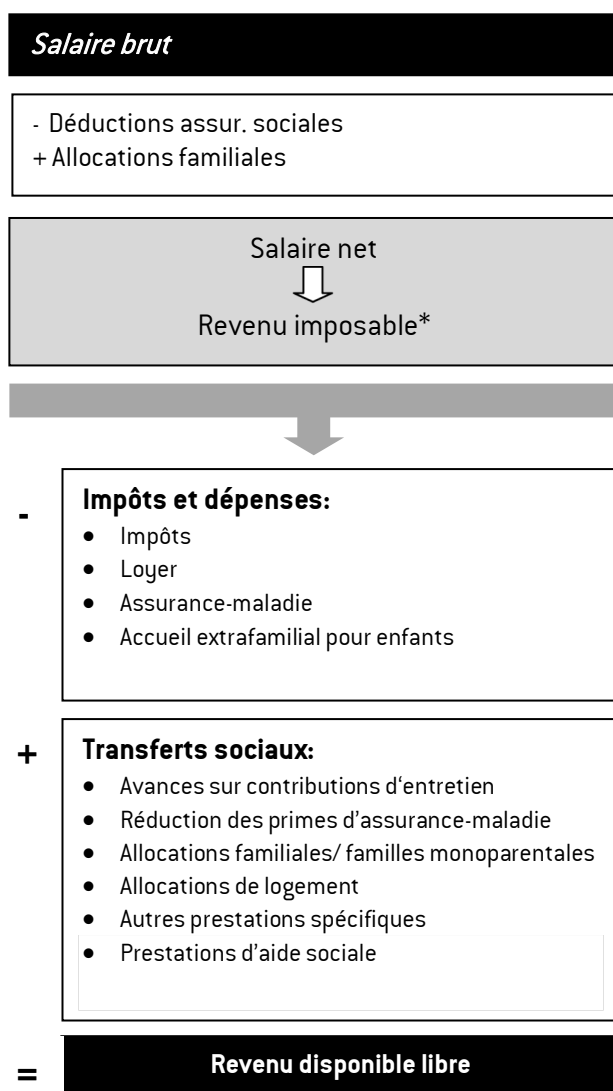 Salaire brut
- Déductions assur. sociales
+ Allocations familiales
Salaire net
Revenu imposable*
-
Impôts et dépenses:
• Impôts
• Loyer
• Assurance-maladie
• Accueil extrafamilial pour enfants
+
Transferts sociaux:
• Avances sur contributions d‘entretien
• Réduction des primes d’assurance-maladie
• Allocations familiales/ familles monoparentales
• Allocations de logement
• Autres prestations spécifiques
• Prestations d’aide sociale
=
Revenu disponible libre